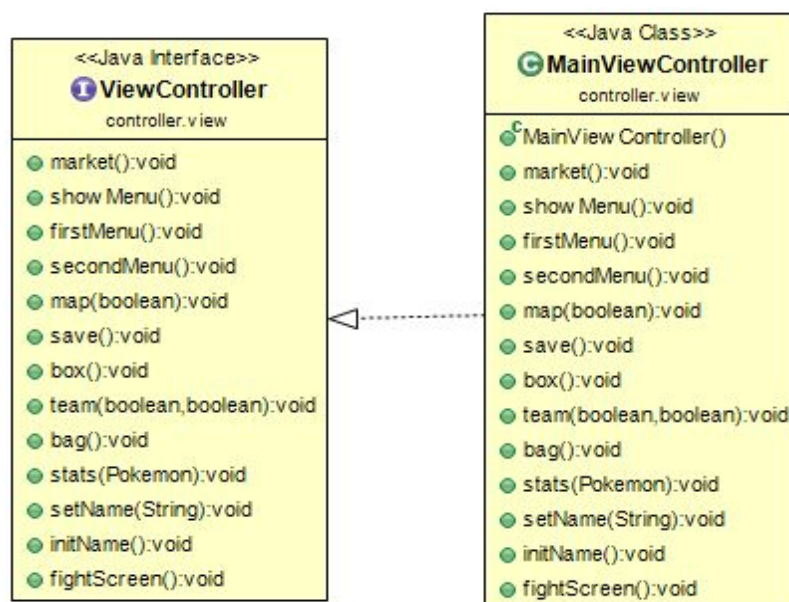 <<Java Interface>>
I ViewController
controller.view
market():void
show Menu():void
firstMenu():void
secondMenu():void
map(boolean):void
save():void
box():void
team(boolean,boolean):void
bag():void
stats(Pokemon):void
setName(String):void
initName():void
fightScreen():void
<<Java Class>>
C MainViewController
controller.view
c MainView Controller()
market():void
show Menu():void
firstMenu():void
secondMenu():void
map(boolean):void
save():void
box():void
team(boolean,boolean):void
bag():void
stats(Pokemon):void
setName(String):void
initName():void
fightScreen():void